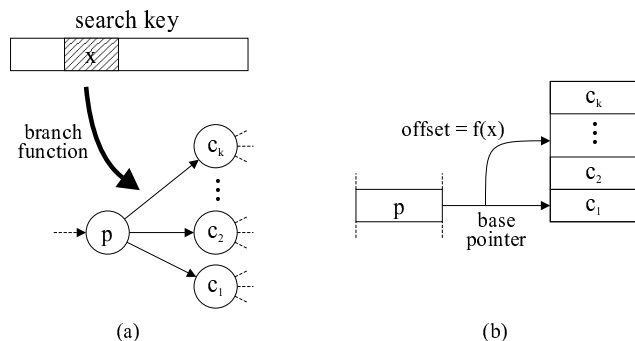 search key
x
branch
function
c_k
⋮
p
c_2
c_1
(a)
c_k
offset = f(x)
⋮
c_2
p
c_1
base
pointer
(b)